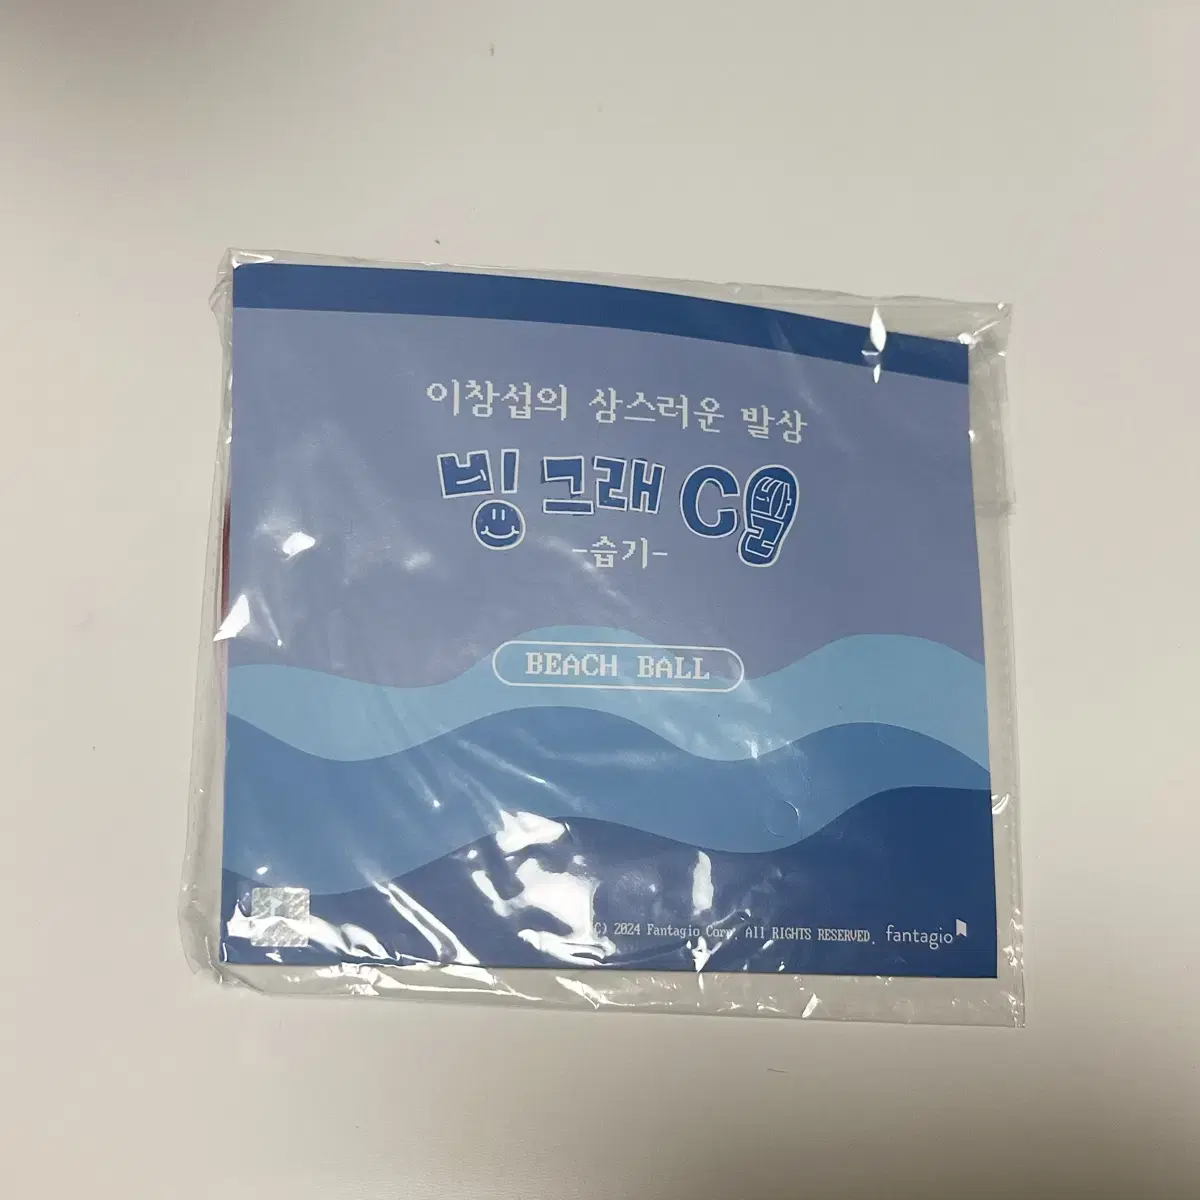 이창섭의 상스러운 발상
빙 그래 C발
-습기-
BEACH BALL
C) 2024 Fantagio Corp. All RIGHTS RESERVED.
fantagio